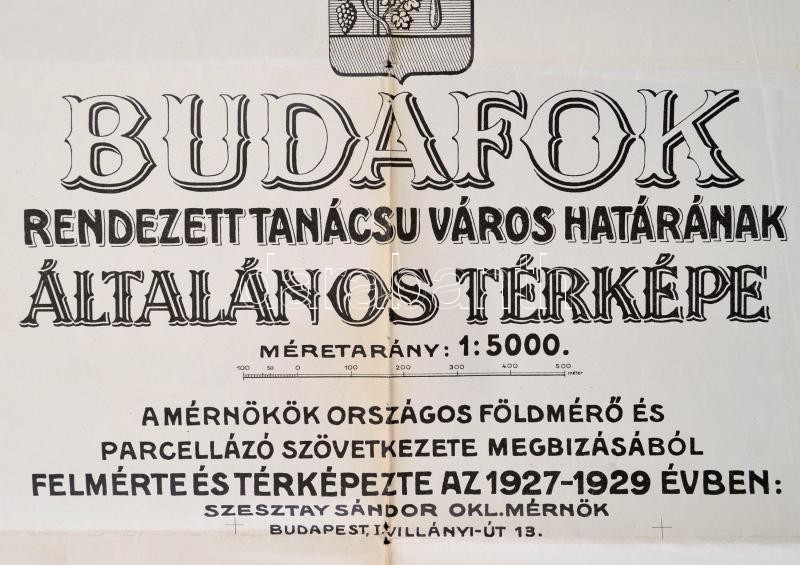 BUDAFOK
RENDEZETT TANÁCSU VÁROS HATÁRÁNAK
ÁLTALÁNOS TÉRKÉPE
MÉRETARÁNY: 1:5000.
100 50 0 100 200 300 400 500 méter
A MÉRNÖKÖK ORSZÁGOS FÖLDMÉRŐ ÉS
PARCELLÁZÓ SZÖVETKEZETE MEGBIZÁSÁBÓL
FELMÉRTE ÉS TÉRKÉPEZTE AZ 1927-1929 ÉVBEN:
SZESZTAY SÁNDOR OKL. MÉRNÖK
BUDAPEST, I. VILLÁNYI-ÚT 13.